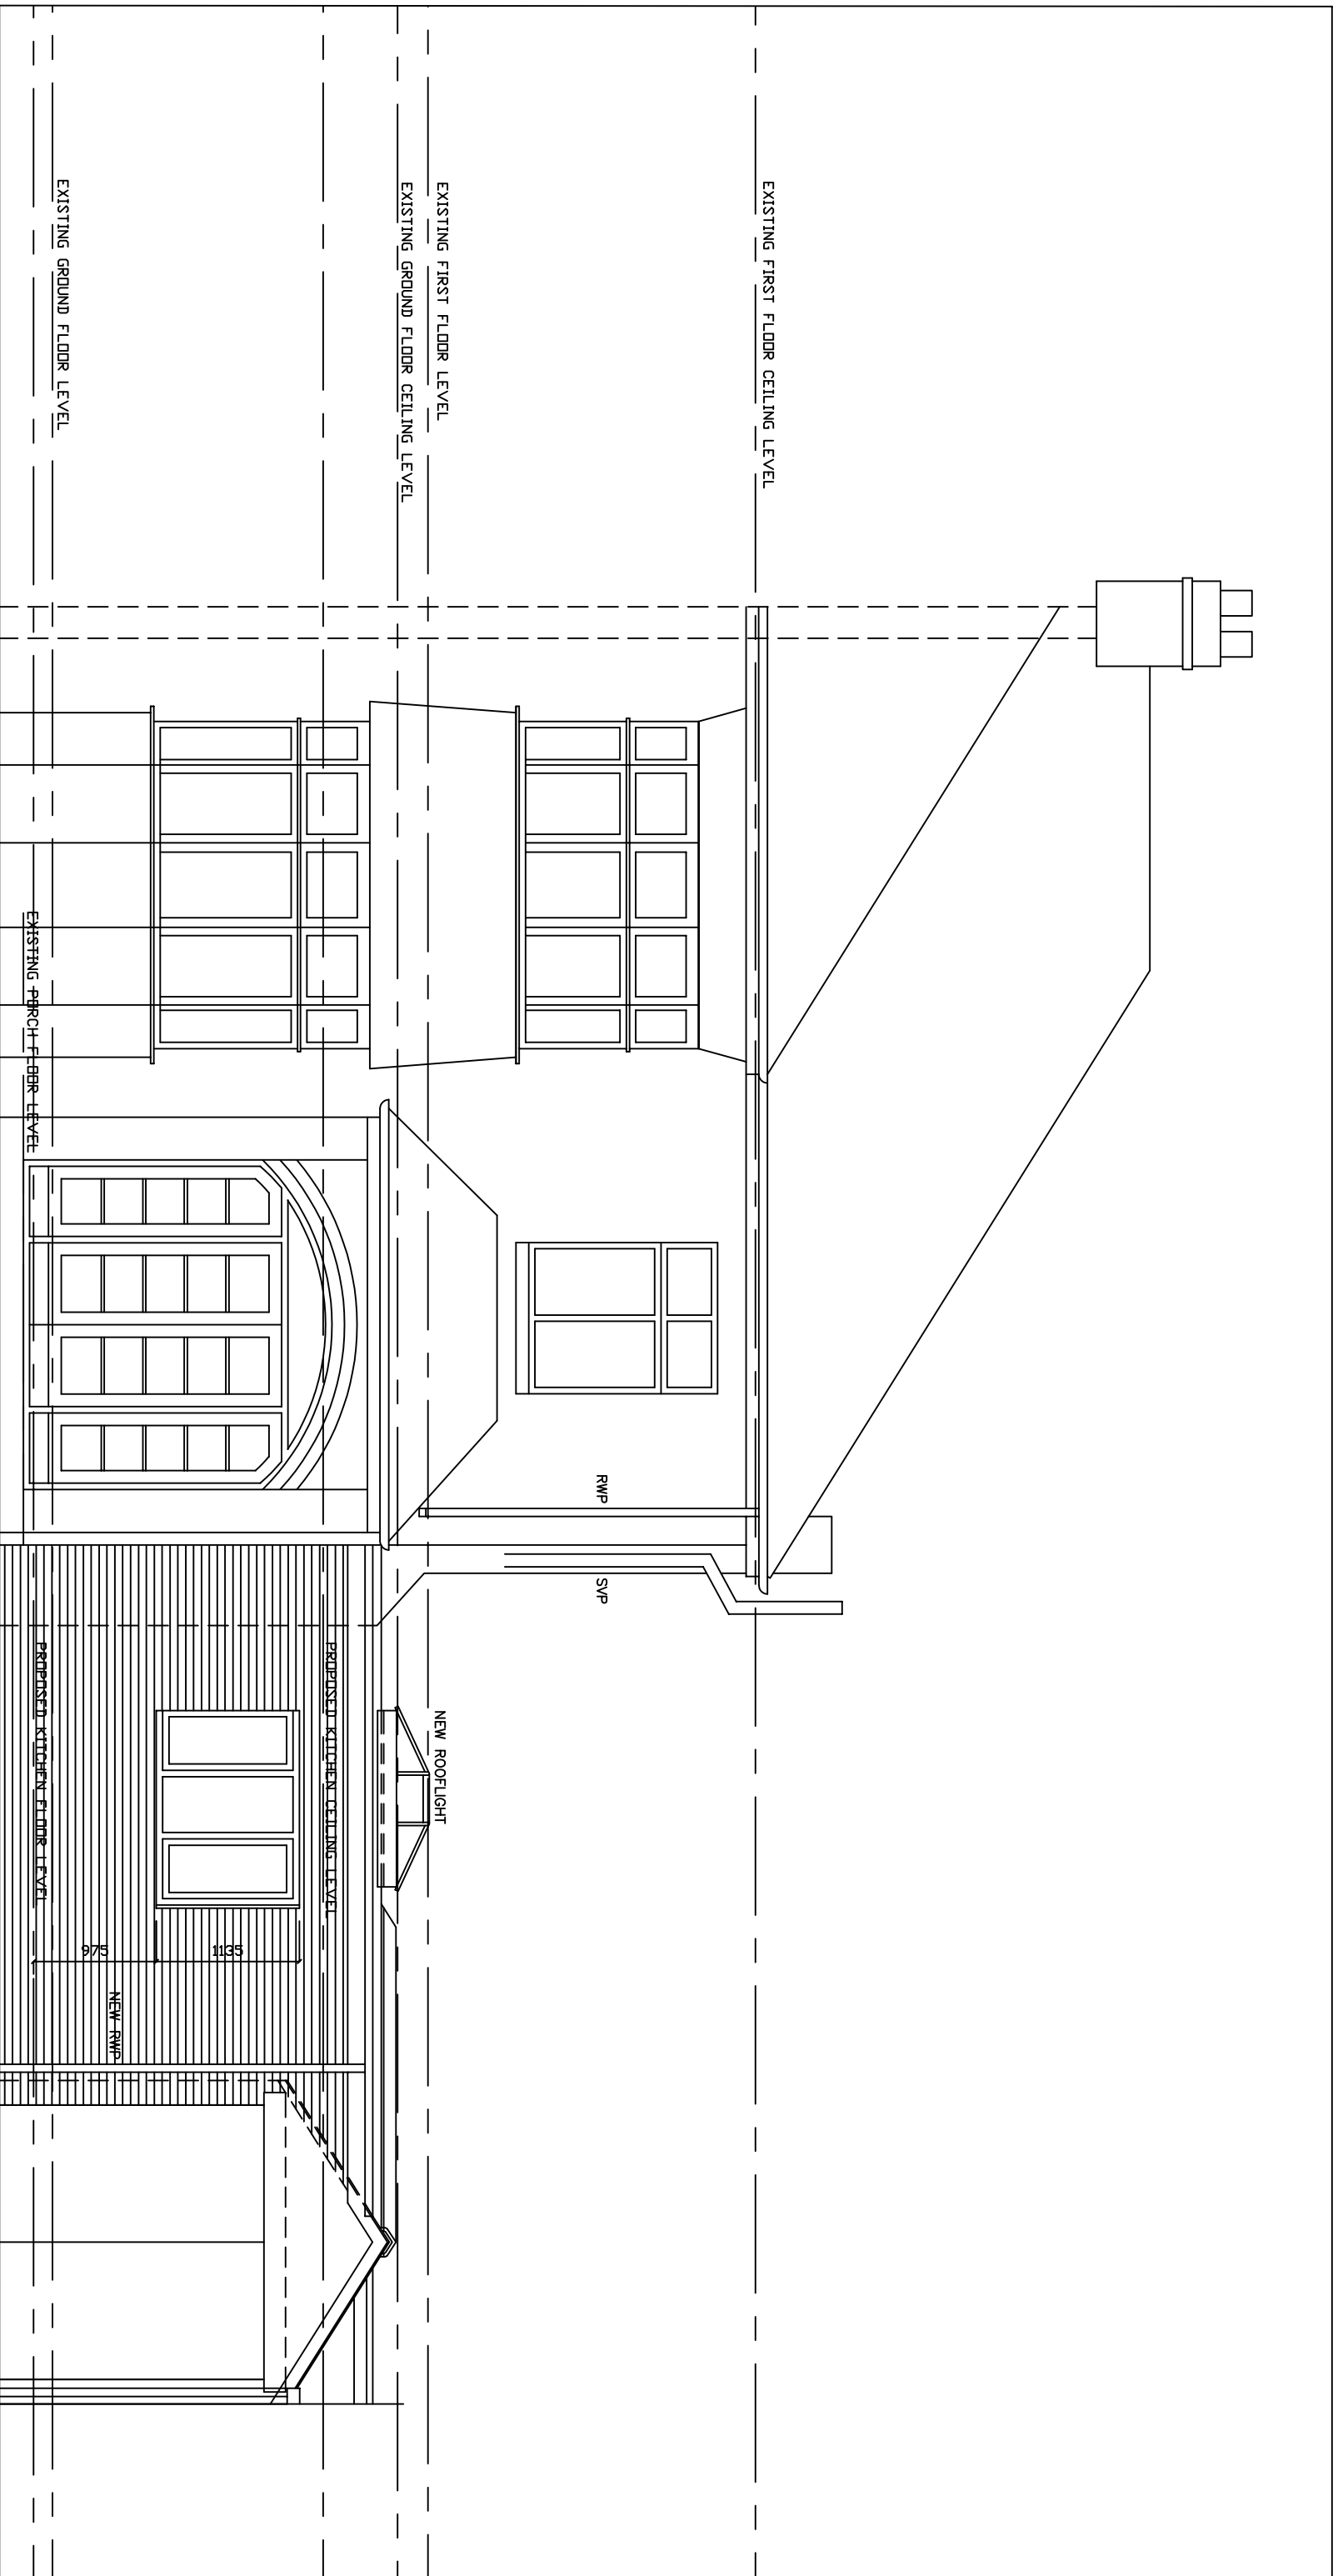 EXISTING FIRST FLOOR CEILING LEVEL
EXISTING FIRST FLOOR LEVEL
EXISTING GROUND FLOOR CEILING LEVEL
EXISTING GROUND FLOOR LEVEL
EXISTING PORCH FLOOR LEVEL
RWP
SVP
NEW ROOFLIGHT
PROPOSED KITCHEN CEILING LEVEL
PROPOSED KITCHEN FLOOR LEVEL
1135
975
NEW RWP